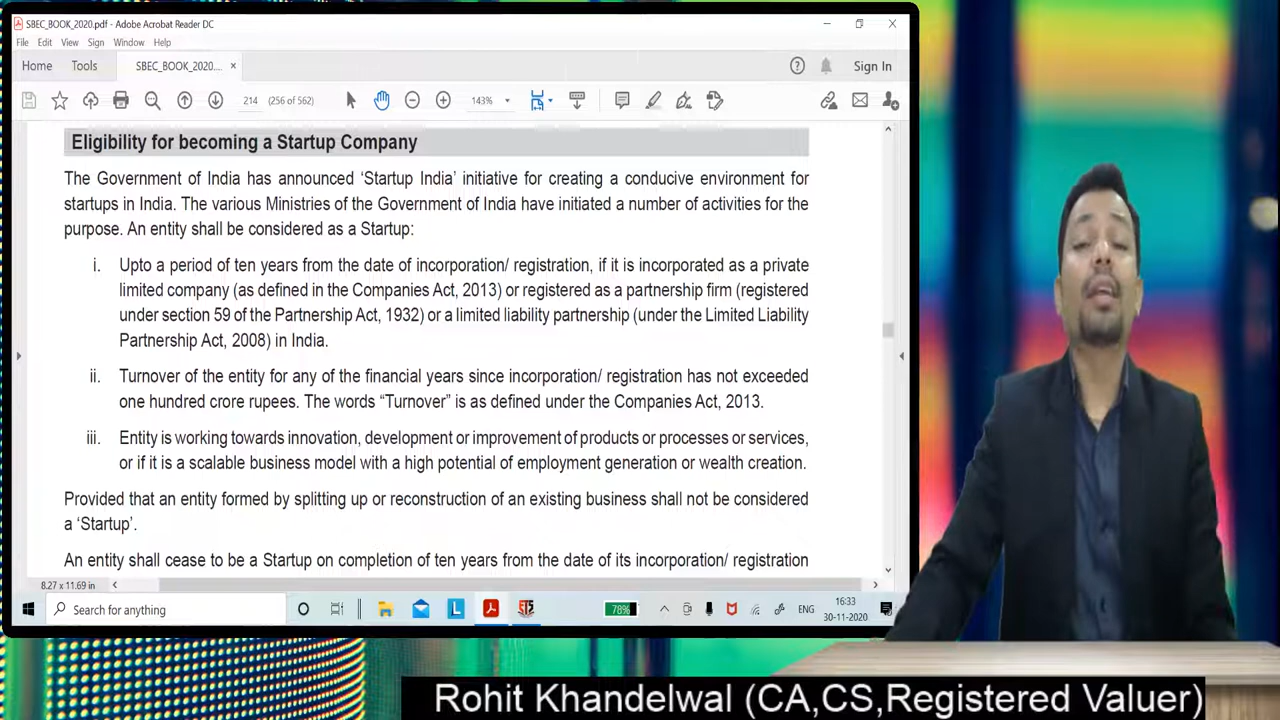 SBEC_BOOK_2020.pdf - Adobe Acrobat Reader DC
File Edit View Sign Window Help
Home Tools SBEC_BOOK_2020... × Sign In
214 (256 of 562) 143%
Eligibility for becoming a Startup Company
The Government of India has announced ‘Startup India’ initiative for creating a conducive environment for
startups in India. The various Ministries of the Government of India have initiated a number of activities for the
purpose. An entity shall be considered as a Startup:
i. Upto a period of ten years from the date of incorporation/ registration, if it is incorporated as a private
limited company (as defined in the Companies Act, 2013) or registered as a partnership firm (registered
under section 59 of the Partnership Act, 1932) or a limited liability partnership (under the Limited Liability
Partnership Act, 2008) in India.
ii. Turnover of the entity for any of the financial years since incorporation/ registration has not exceeded
one hundred crore rupees. The words “Turnover” is as defined under the Companies Act, 2013.
iii. Entity is working towards innovation, development or improvement of products or processes or services,
or if it is a scalable business model with a high potential of employment generation or wealth creation.
Provided that an entity formed by splitting up or reconstruction of an existing business shall not be considered
a ‘Startup’.
An entity shall cease to be a Startup on completion of ten years from the date of its incorporation/ registration
8.27 x 11.69 in
Search for anything 78% ENG 16:33
30-11-2020
Rohit Khandelwal (CA,CS,Registered Valuer)